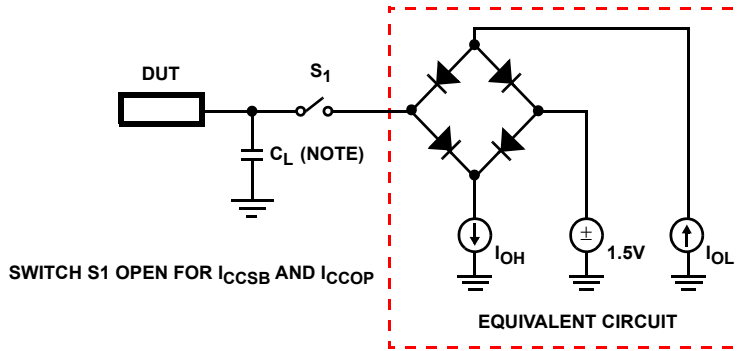 DUT
S1
CL (NOTE)
±
IOH
1.5V
IOL
SWITCH S1 OPEN FOR ICCSB AND ICCOP
EQUIVALENT CIRCUIT